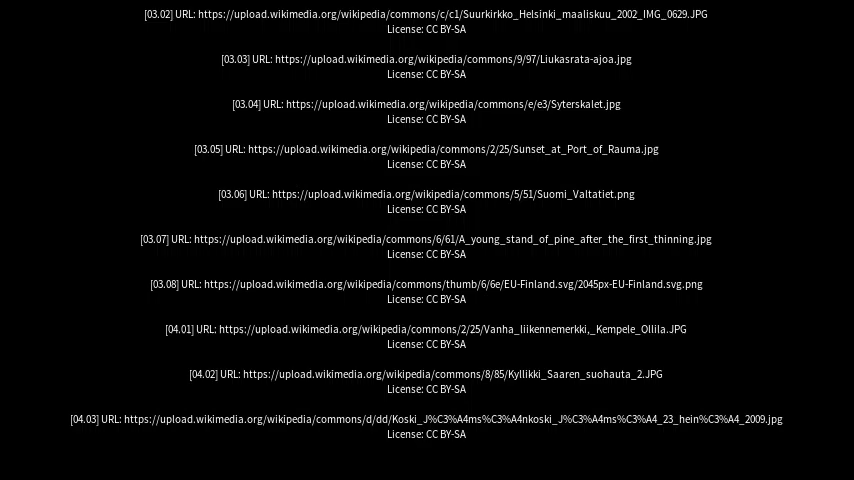 [03.02] URL: https://upload.wikimedia.org/wikipedia/commons/c/c1/Suurkirkko_Helsinki_maaliskuu_2002_IMG_0629.JPG
License: CC BY-SA
[03.03] URL: https://upload.wikimedia.org/wikipedia/commons/9/97/Liukasrata-ajoa.jpg
License: CC BY-SA
[03.04] URL: https://upload.wikimedia.org/wikipedia/commons/e/e3/Syterskalet.jpg
License: CC BY-SA
[03.05] URL: https://upload.wikimedia.org/wikipedia/commons/2/25/Sunset_at_Port_of_Rauma.jpg
License: CC BY-SA
[03.06] URL: https://upload.wikimedia.org/wikipedia/commons/5/51/Suomi_Valtatiet.png
License: CC BY-SA
[03.07] URL: https://upload.wikimedia.org/wikipedia/commons/6/61/A_young_stand_of_pine_after_the_first_thinning.jpg
License: CC BY-SA
[03.08] URL: https://upload.wikimedia.org/wikipedia/commons/thumb/6/6e/EU-Finland.svg/2045px-EU-Finland.svg.png
License: CC BY-SA
[04.01] URL: https://upload.wikimedia.org/wikipedia/commons/2/25/Vanha_liikennemerkki,_Kempele_Ollila.JPG
License: CC BY-SA
[04.02] URL: https://upload.wikimedia.org/wikipedia/commons/8/85/Kyllikki_Saaren_suohauta_2.JPG
License: CC BY-SA
[04.03] URL: https://upload.wikimedia.org/wikipedia/commons/d/dd/Koski_J%C3%A4ms%C3%A4nkoski_J%C3%A4ms%C3%A4_23_hein%C3%A4_2009.jpg
License: CC BY-SA